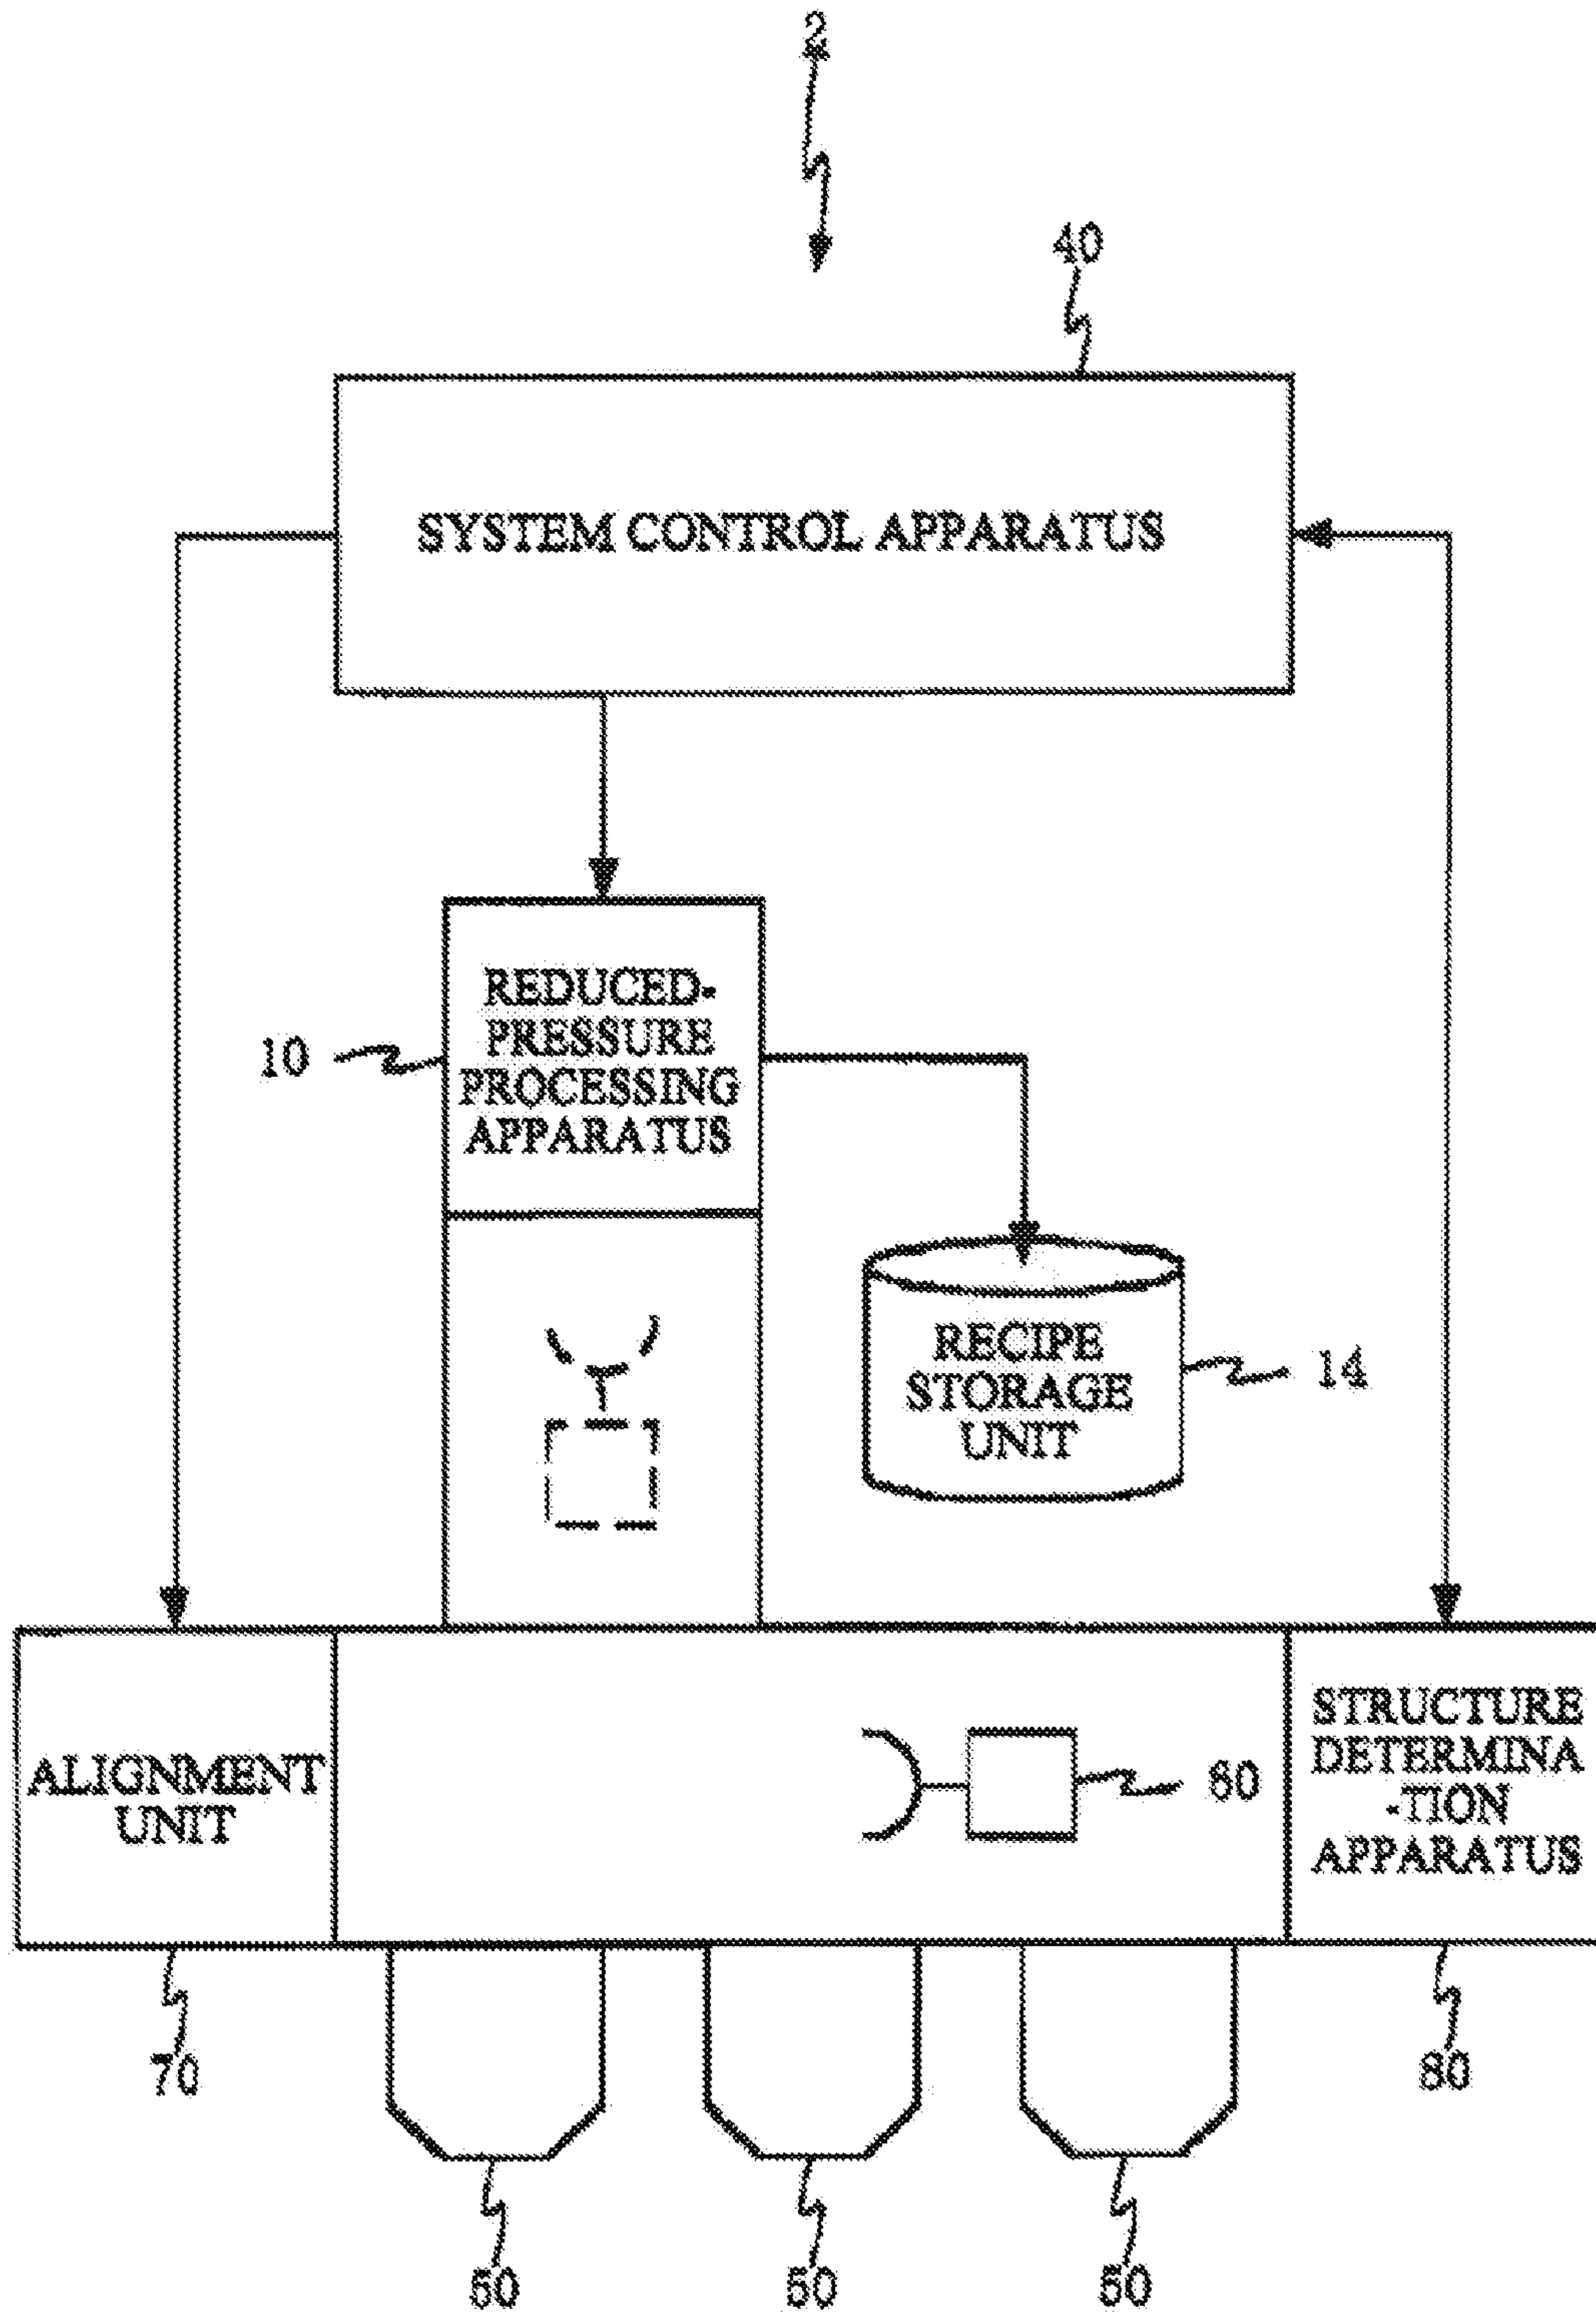 2
40
SYSTEM CONTROL APPARATUS
REDUCED-
PRESSURE
PROCESSING
APPARATUS
10
RECIPE
STORAGE
UNIT
14
ALIGNMENT
UNIT
60
STRUCTURE
DETERMINA
-TION
APPARATUS
70
80
50
50
50